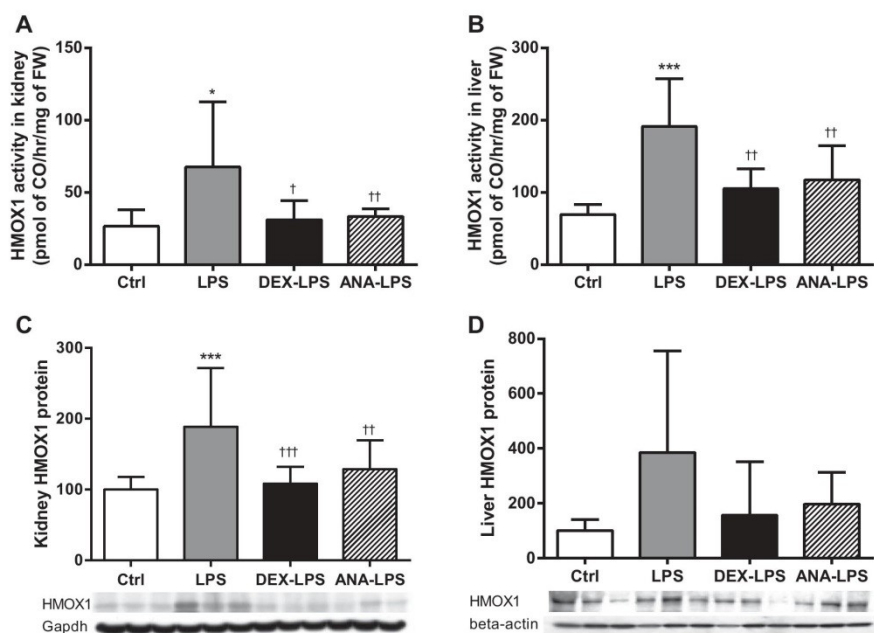 A
HMOX1 activity in kidney
(pmol of CO/hr/mg of FW)
150
100
50
0
*
†
††
Ctrl LPS DEX-LPS ANA-LPS
B
HMOX1 activity in liver
(pmol of CO/hr/mg of FW)
300
200
100
0
***
††
††
Ctrl LPS DEX-LPS ANA-LPS
C
Kidney HMOX1 protein
300
200
100
0
***
†††
††
Ctrl LPS DEX-LPS ANA-LPS
HMOX1
Gapdh
D
Liver HMOX1 protein
800
600
400
200
0
Ctrl LPS DEX-LPS ANA-LPS
HMOX1
beta-actin